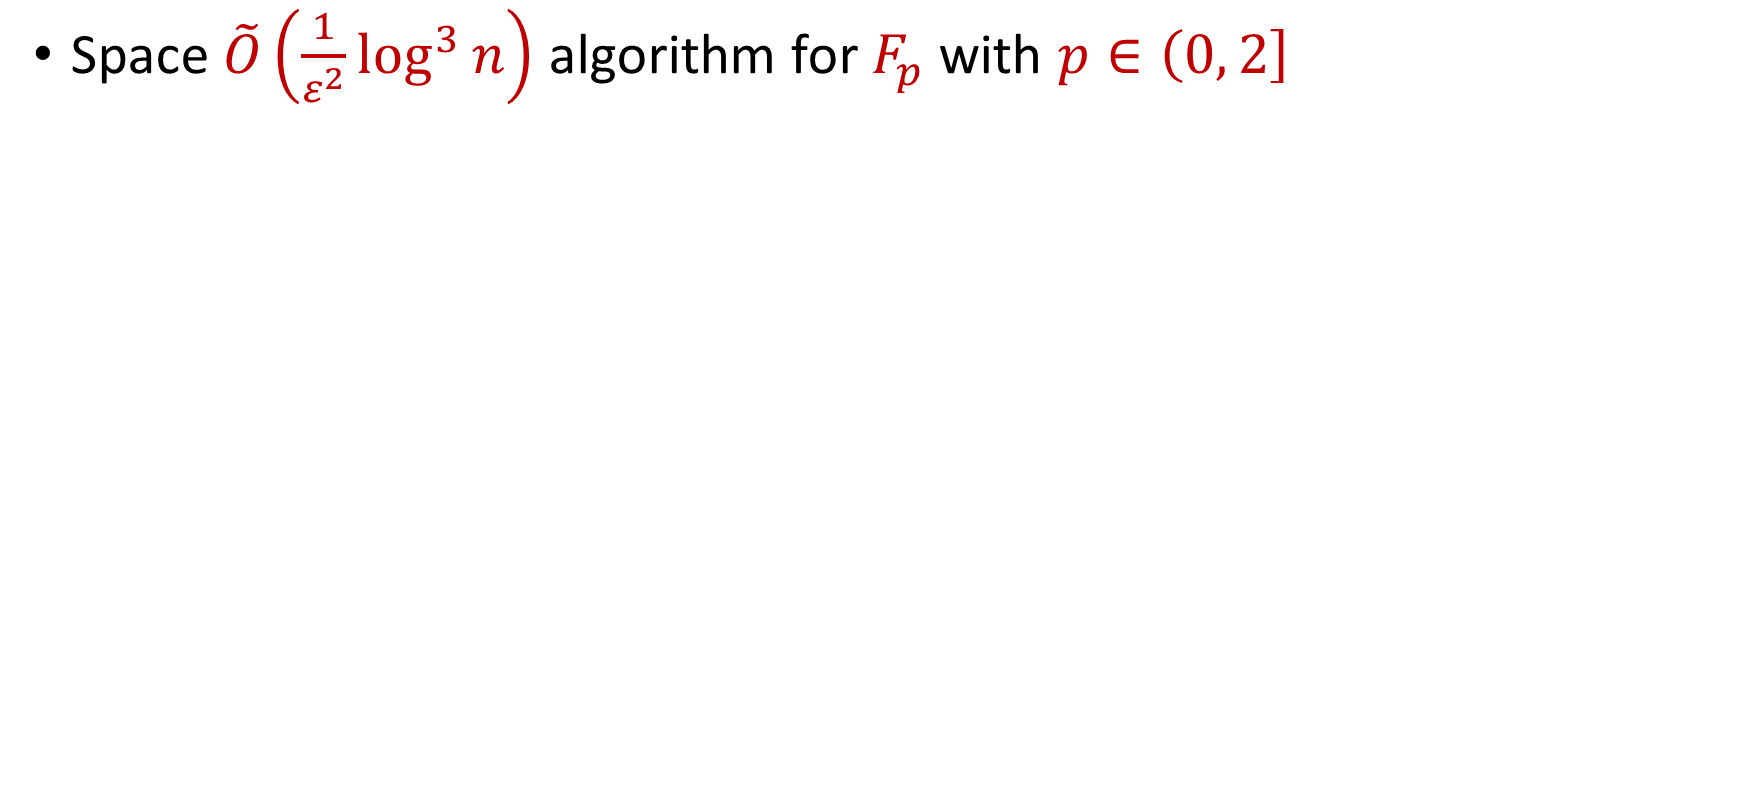 • Space Õ(1/ε² log³ n) algorithm for F_p with p ∈ (0, 2]